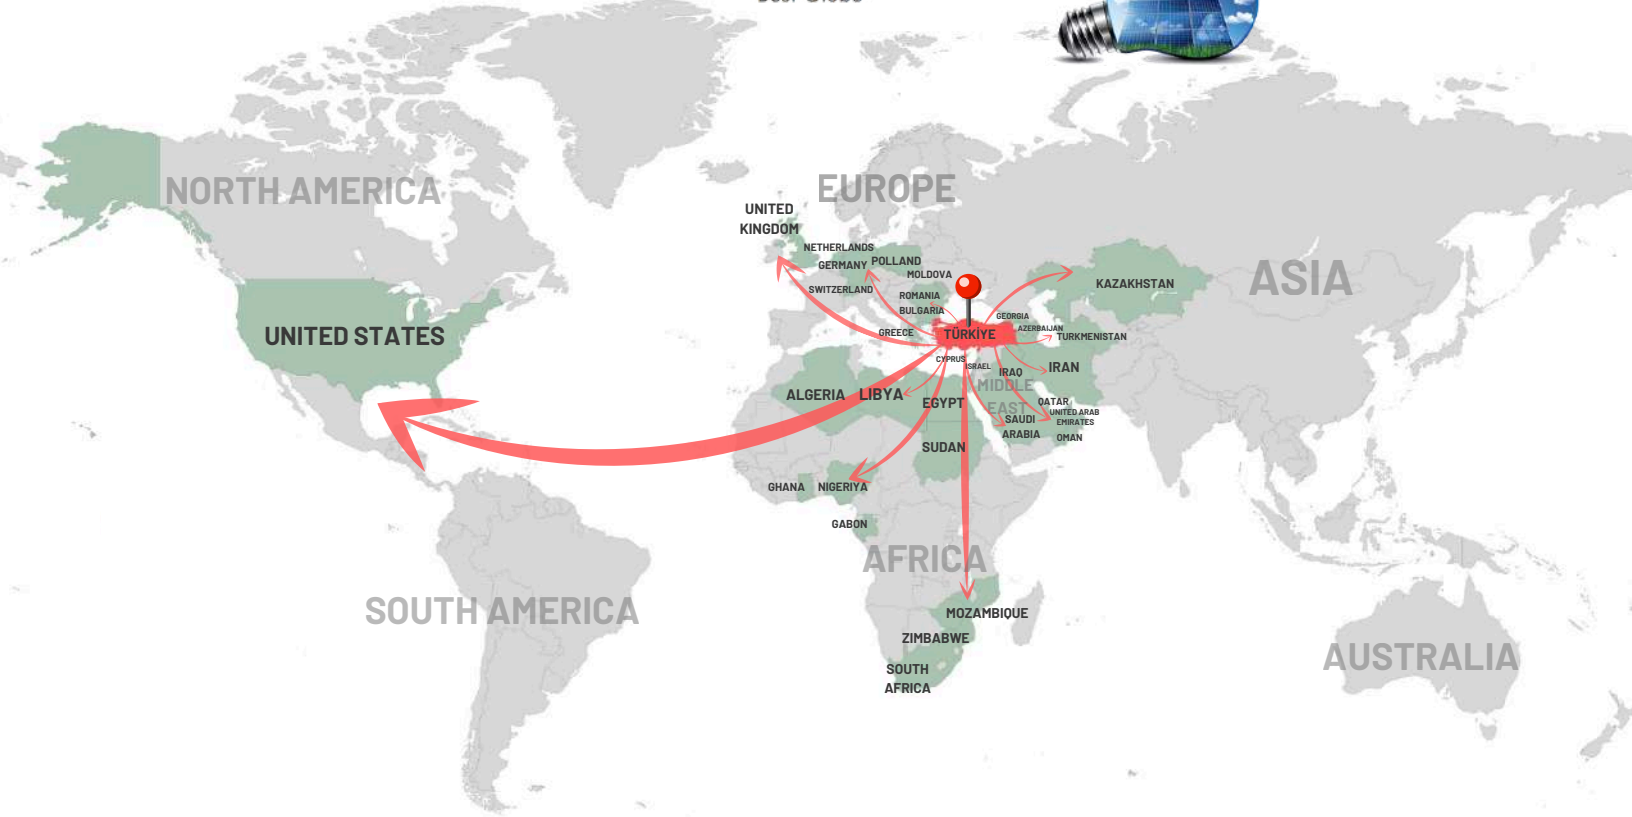 NORTH AMERICA
EUROPE
UNITED
KINGDOM
NETHERLANDS
GERMANY
POLLAND
MOLDOVA
SWITZERLAND
ROMANIA
BULGARIA
GREECE
TÜRKİYE
GEORGIA
AZERBAIJAN
TURKMENISTAN
KAZAKHSTAN
ASIA
UNITED STATES
CYPRUS
ISRAEL
IRAQ
IRAN
MIDDLE
EAST
ALGERIA
LIBYA
EGYPT
QATAR
UNITED ARAB
EMIRATES
SAUDI
ARABIA
OMAN
SUDAN
GHANA
NIGERIYA
GABON
AFRICA
SOUTH AMERICA
MOZAMBIQUE
ZIMBABWE
SOUTH
AFRICA
AUSTRALIA